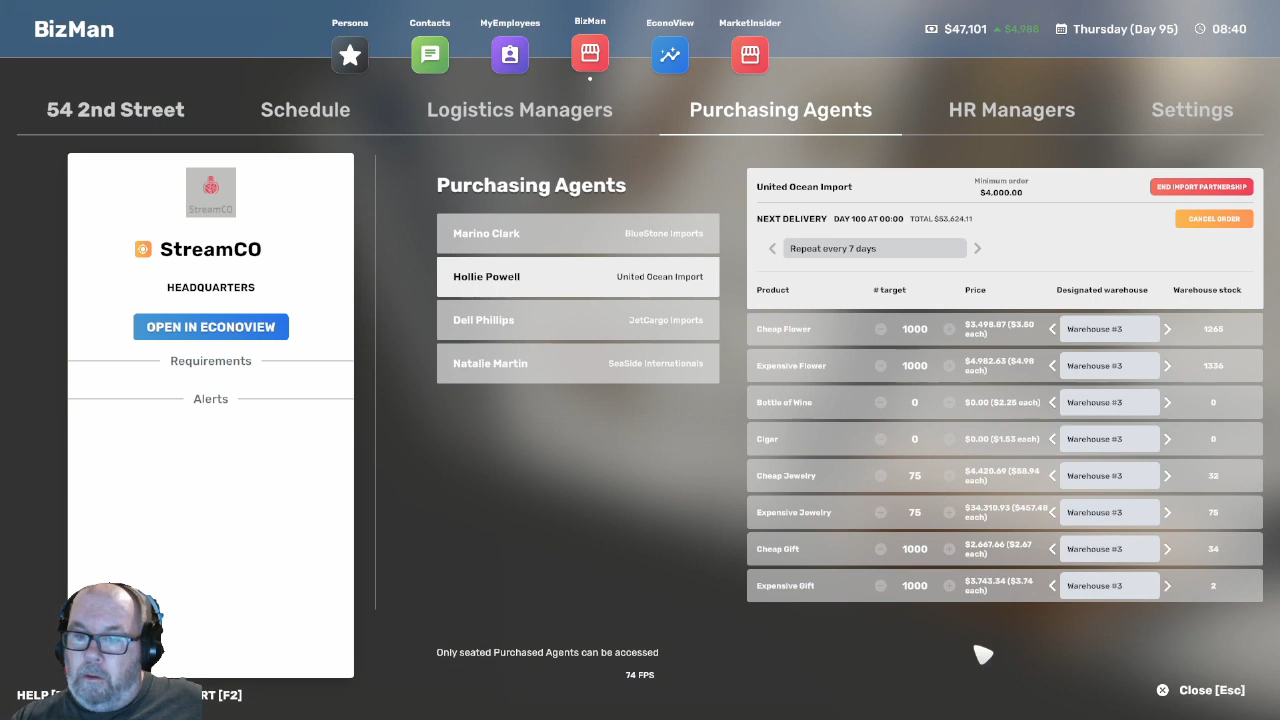 BizMan
Persona
Contacts
MyEmployees
BizMan
EconoView
MarketInsider
$47,101 ▲ $4,986
Thursday (Day 95)
08:40
54 2nd Street
Schedule
Logistics Managers
Purchasing Agents
HR Managers
Settings
StreamCO
StreamCO
HEADQUARTERS
OPEN IN ECONOVIEW
Requirements
Alerts
Purchasing Agents
Marino Clark BlueStone Imports
Hollie Powell United Ocean Import
Dell Phillips JetCargo Imports
Natalie Martin SeaSide Internationals
Only seated Purchased Agents can be accessed
74 FPS
United Ocean Import
Minimum order
$4,000.00
END IMPORT PARTNERSHIP
NEXT DELIVERY DAY 100 AT 00:00 TOTAL $53,624.11
CANCEL ORDER
Repeat every 7 days
Product # target Price Designated warehouse Warehouse stock
Cheap Flower 1000 $3,498.87 ($3.50 each) Warehouse #3 1265
Expensive Flower 1000 $4,982.63 ($4.98 each) Warehouse #3 1336
Bottle of Wine 0 $0.00 ($2.25 each) Warehouse #3 0
Cigar 0 $0.00 ($1.53 each) Warehouse #3 0
Cheap Jewelry 75 $4,420.69 ($58.94 each) Warehouse #3 32
Expensive Jewelry 75 $34,310.93 ($457.48 each) Warehouse #3 75
Cheap Gift 1000 $2,667.66 ($2.67 each) Warehouse #3 34
Expensive Gift 1000 $3,743.34 ($3.74 each) Warehouse #3 2
HELP RT [F2]
Close [Esc]